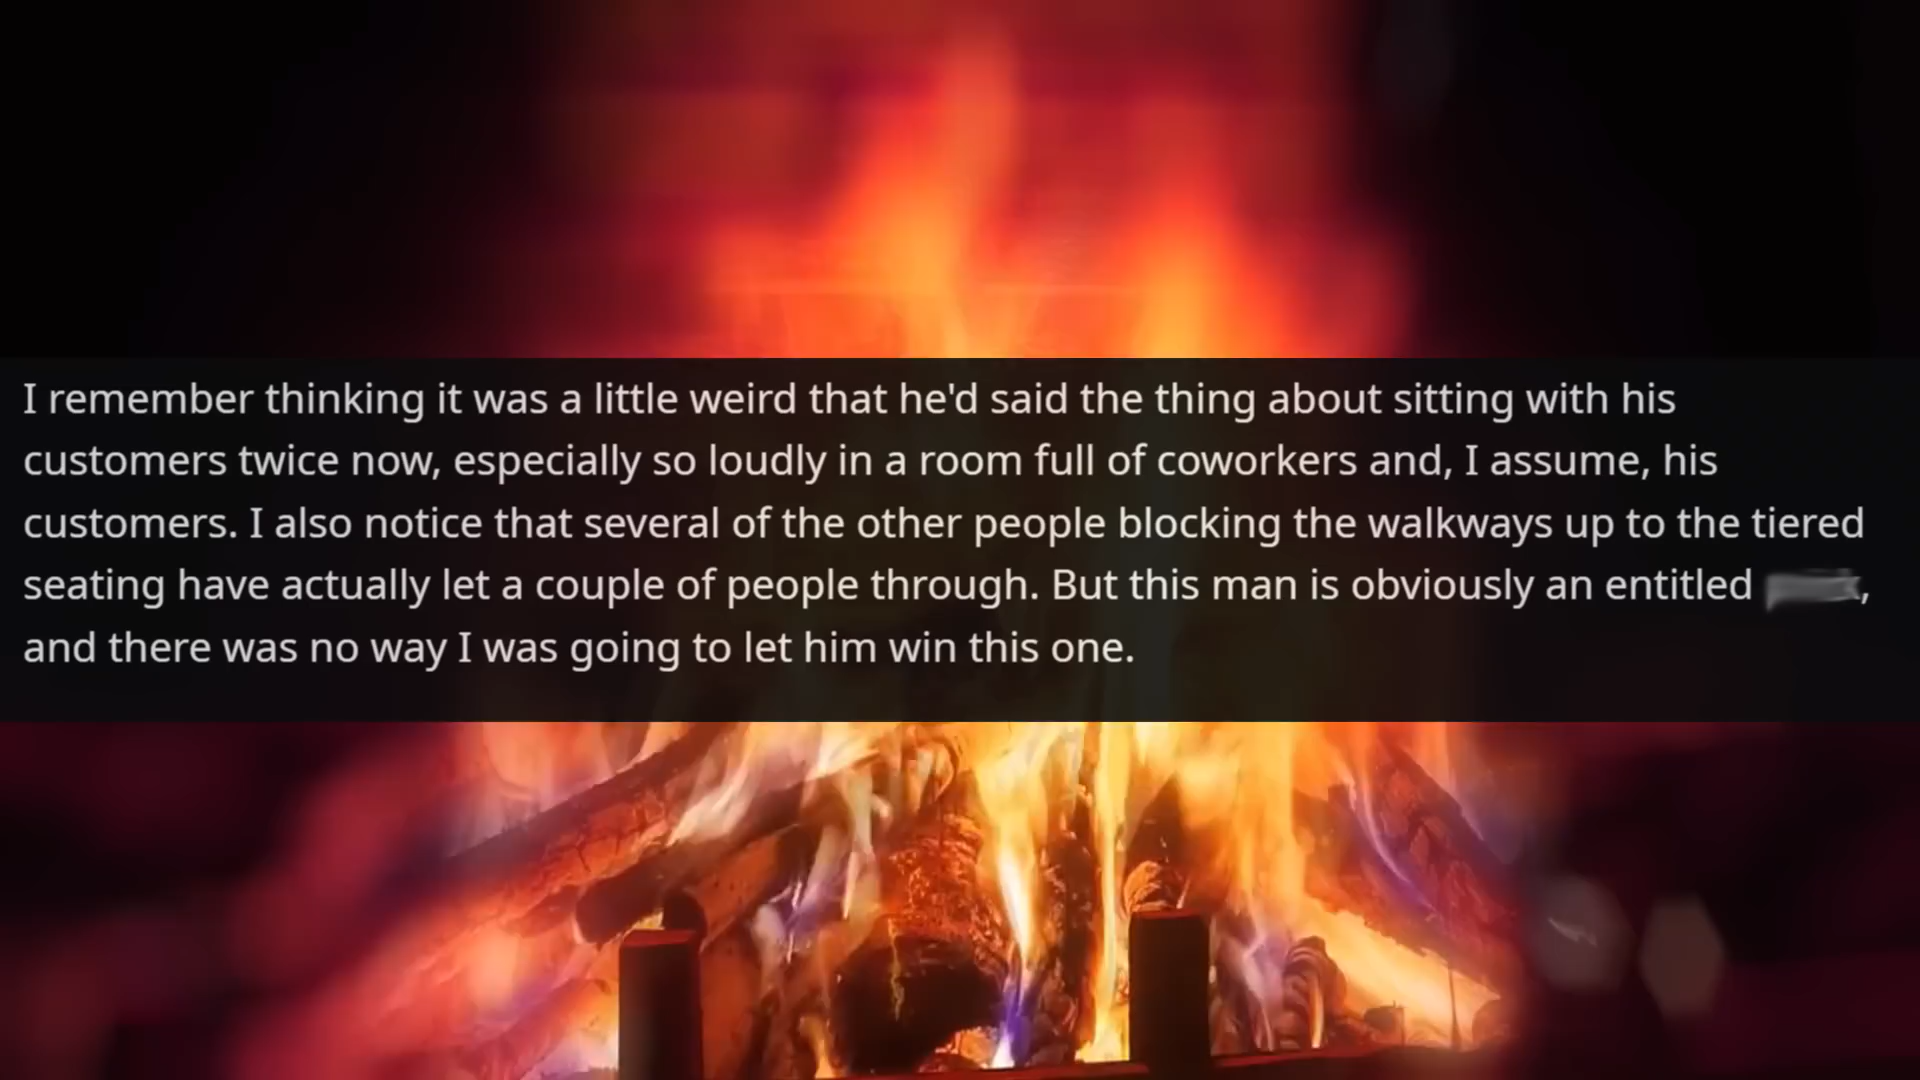 I remember thinking it was a little weird that he'd said the thing about sitting with his
customers twice now, especially so loudly in a room full of coworkers and, I assume, his
customers. I also notice that several of the other people blocking the walkways up to the tiered
seating have actually let a couple of people through. But this man is obviously an entitled ,
and there was no way I was going to let him win this one.